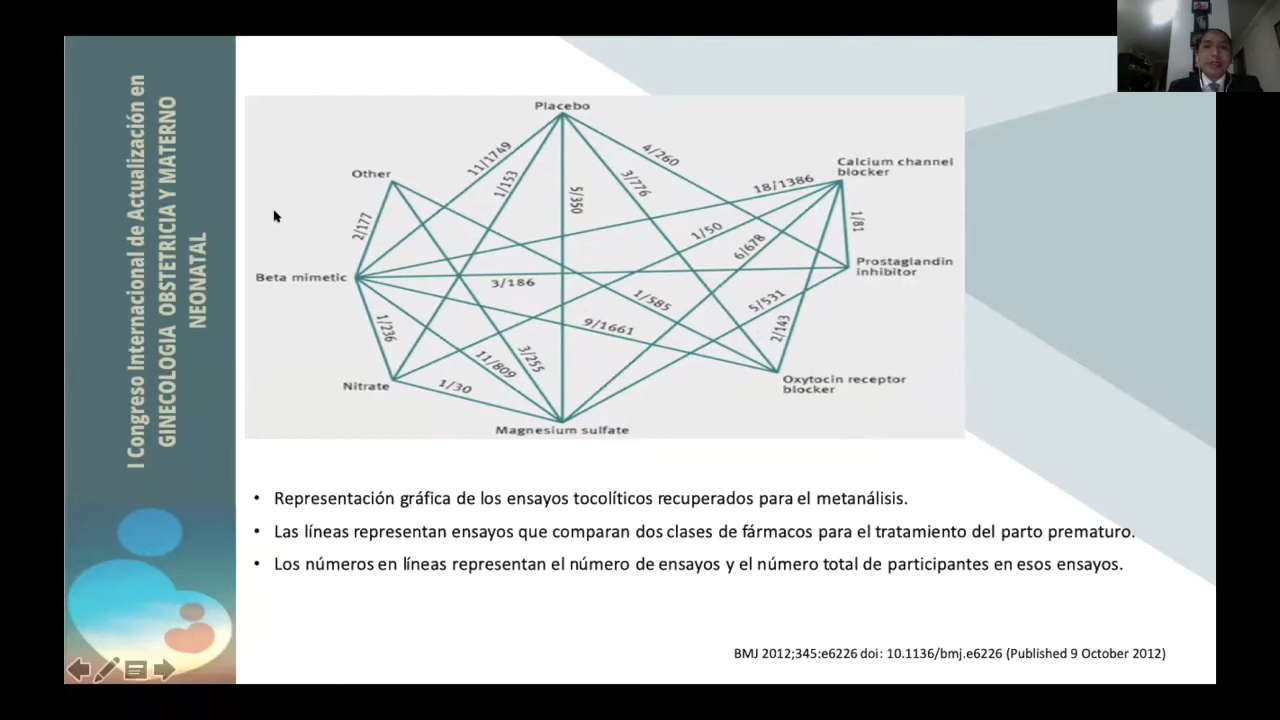 I Congreso Internacional de Actualización en
GINECOLOGIA OBSTETRICIA Y MATERNO
NEONATAL
Placebo
Other
11/1749
1/153
5/350
3/776
4/260
18/1386
Calcium channel
blocker
2/177
1/50
6/678
1/81
Beta mimetic
3/186
1/585
5/531
Prostaglandin
inhibitor
1/236
9/1661
2/143
11/809
3/255
Nitrate
1/30
Oxytocin receptor
blocker
Magnesium sulfate
• Representación gráfica de los ensayos tocolíticos recuperados para el metanálisis.
• Las líneas representan ensayos que comparan dos clases de fármacos para el tratamiento del parto prematuro.
• Los números en líneas representan el número de ensayos y el número total de participantes en esos ensayos.
BMJ 2012;345:e6226 doi: 10.1136/bmj.e6226 (Published 9 October 2012)